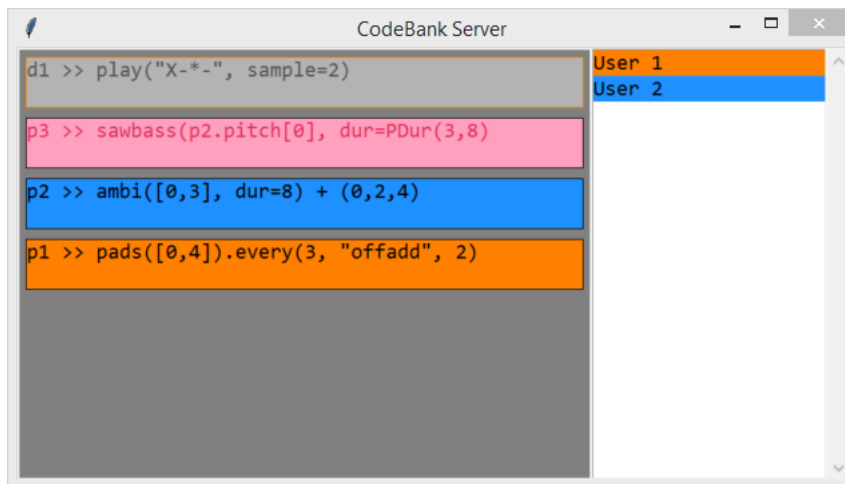 CodeBank Server
d1 >> play("X-*-", sample=2)
p3 >> sawbass(p2.pitch[0], dur=PDur(3,8)
p2 >> ambi([0,3], dur=8) + (0,2,4)
p1 >> pads([0,4]).every(3, "offadd", 2)
User 1
User 2